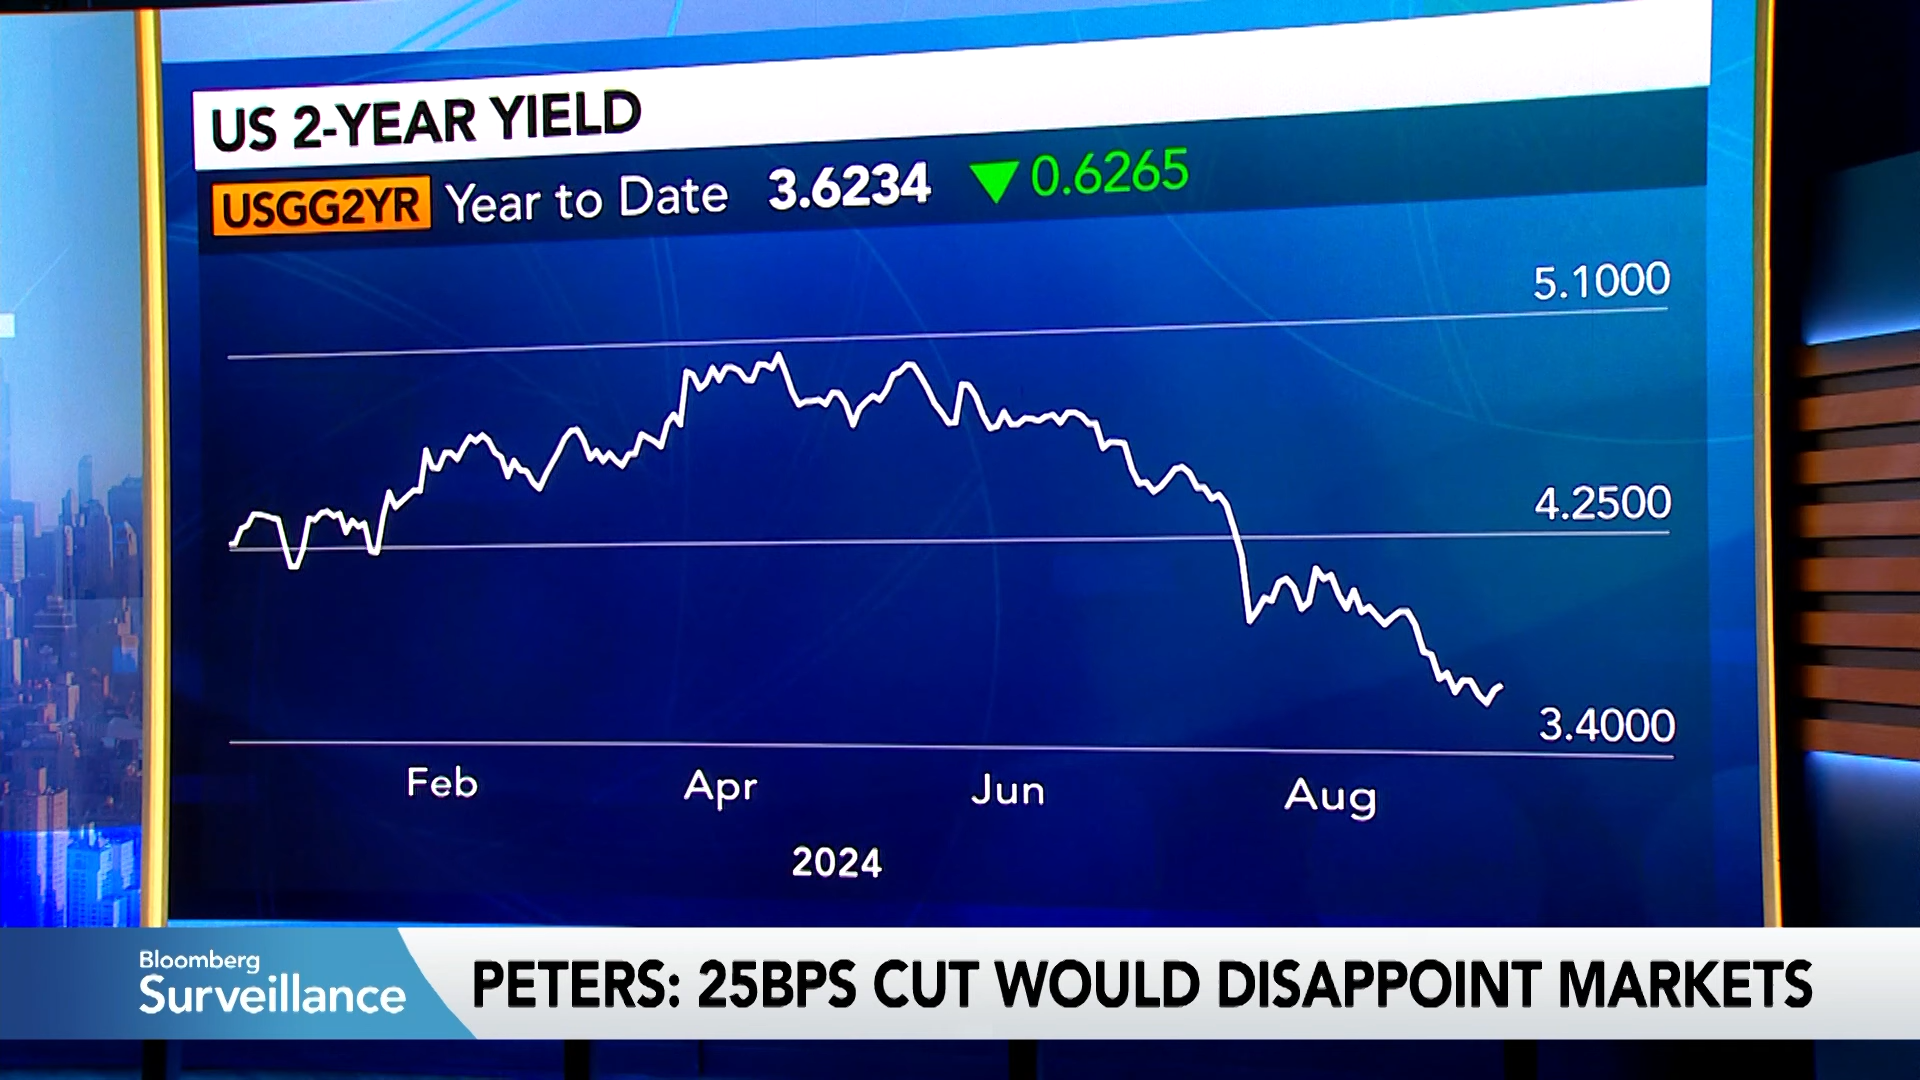 US 2-YEAR YIELD
USGG2YR Year to Date 3.6234 ▼0.6265
5.1000
4.2500
3.4000
Feb Apr Jun Aug
2024
Bloomberg
Surveillance
PETERS: 25BPS CUT WOULD DISAPPOINT MARKETS